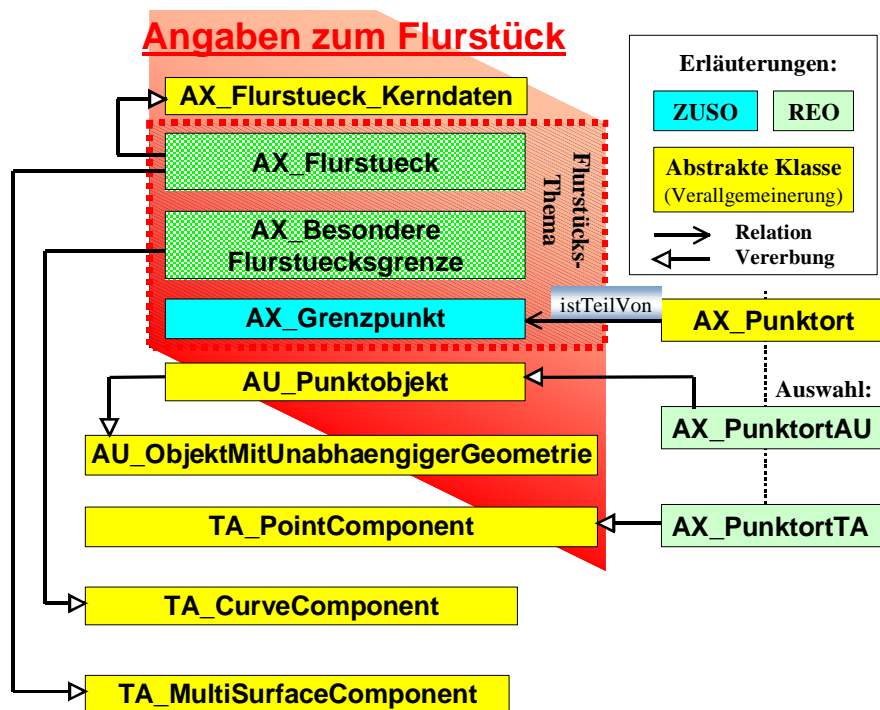 Angaben zum Flurstück
AX_Flurstueck_Kerndaten
AX_Flurstueck
AX_Besondere
Flurstuecksgrenze
AX_Grenzpunkt
Flurstücks-
Thema
AU_Punktobjekt
AU_ObjektMitUnabhaengigerGeometrie
TA_PointComponent
TA_CurveComponent
TA_MultiSurfaceComponent
Erläuterungen:
ZUSO
REO
Abstrakte Klasse
(Verallgemeinerung)
Relation
Vererbung
istTeilVon
AX_Punktort
Auswahl:
AX_PunktortAU
AX_PunktortTA